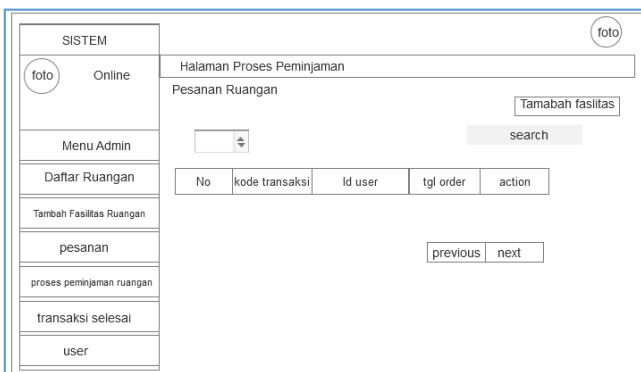 SISTEM
foto
foto
Online
Halaman Proses Peminjaman
Pesanan Ruangan
Tamabah faslitas
search
Menu Admin
Daftar Ruangan
Tambah Fasilitas Ruangan
pesanan
proses peminjaman ruangan
transaksi selesai
user
No kode transaksi Id user tgl order action
previous next